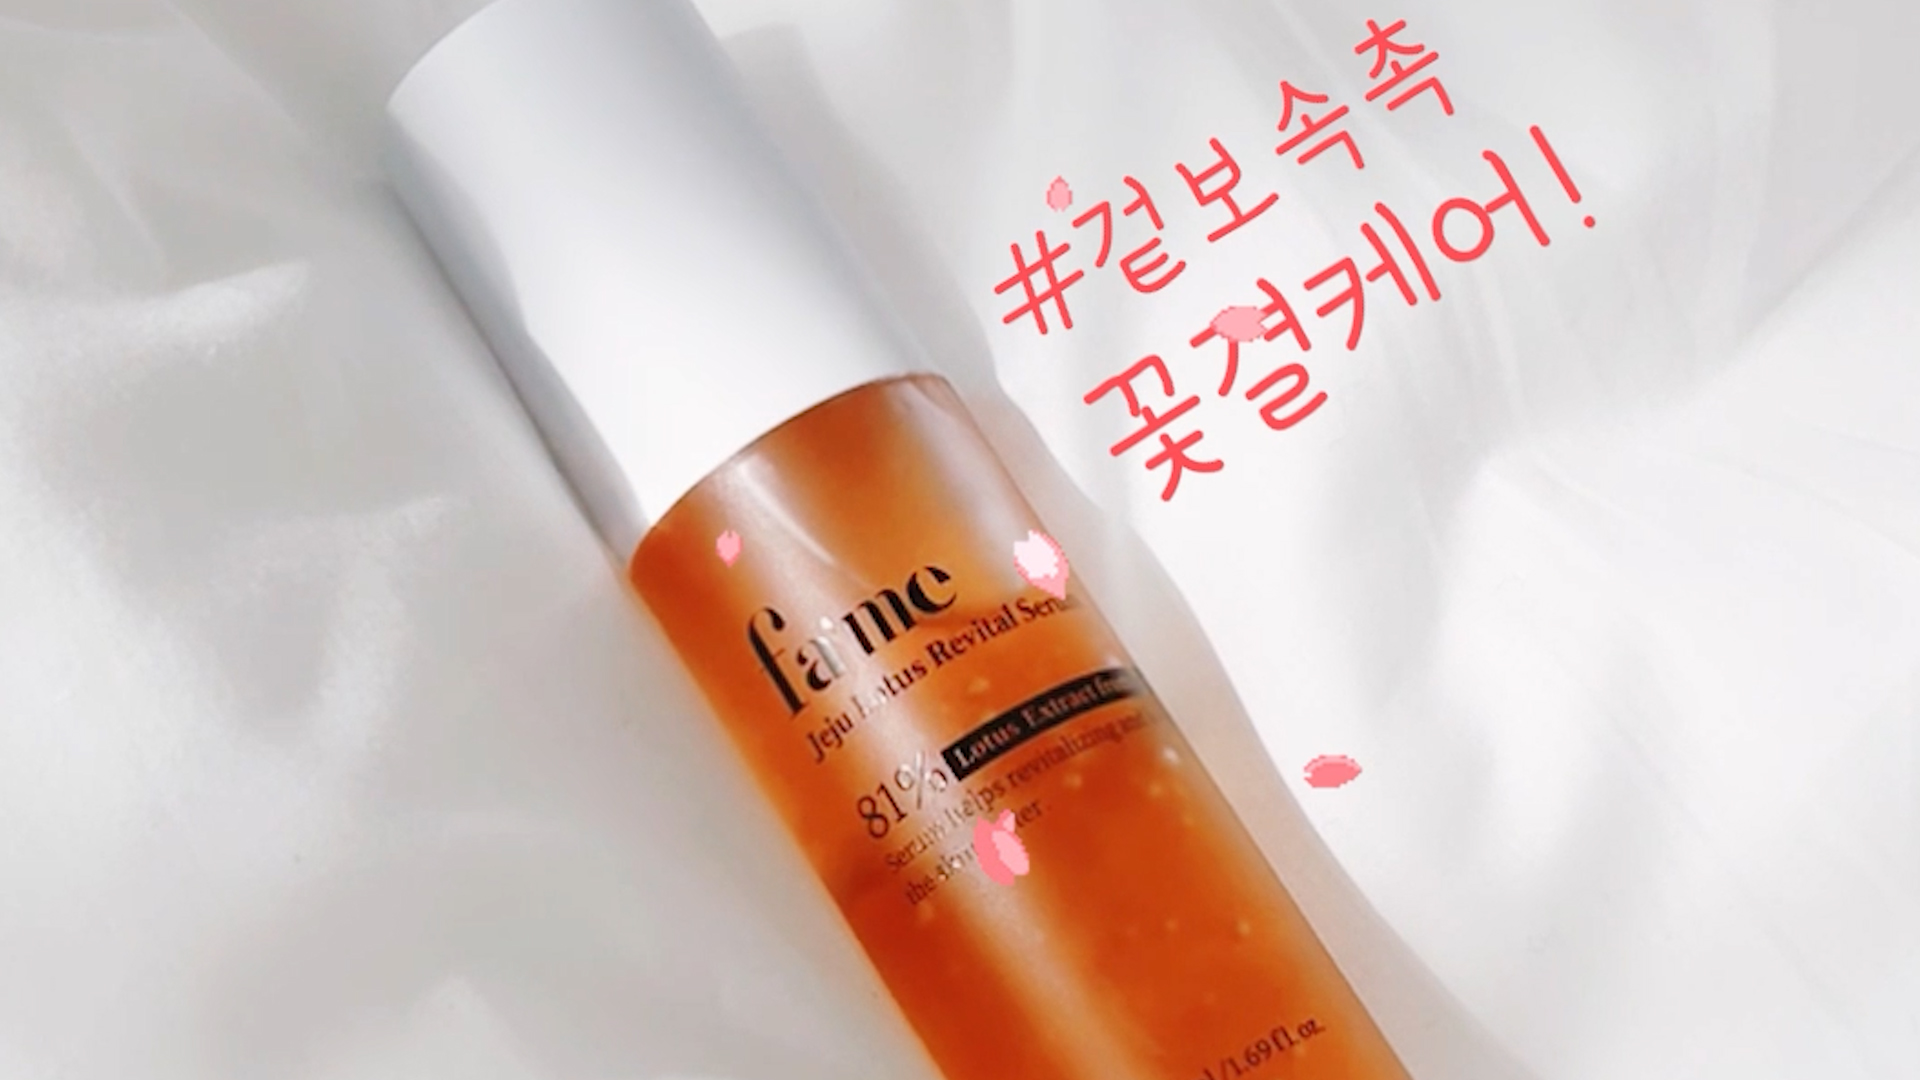 #겉보속촉
꽃결케어!
fame
Jeju Lotus Revital Serum
81% Lotus Extract
Serum helps revitalizing and
the skin
1.69 fl.oz.